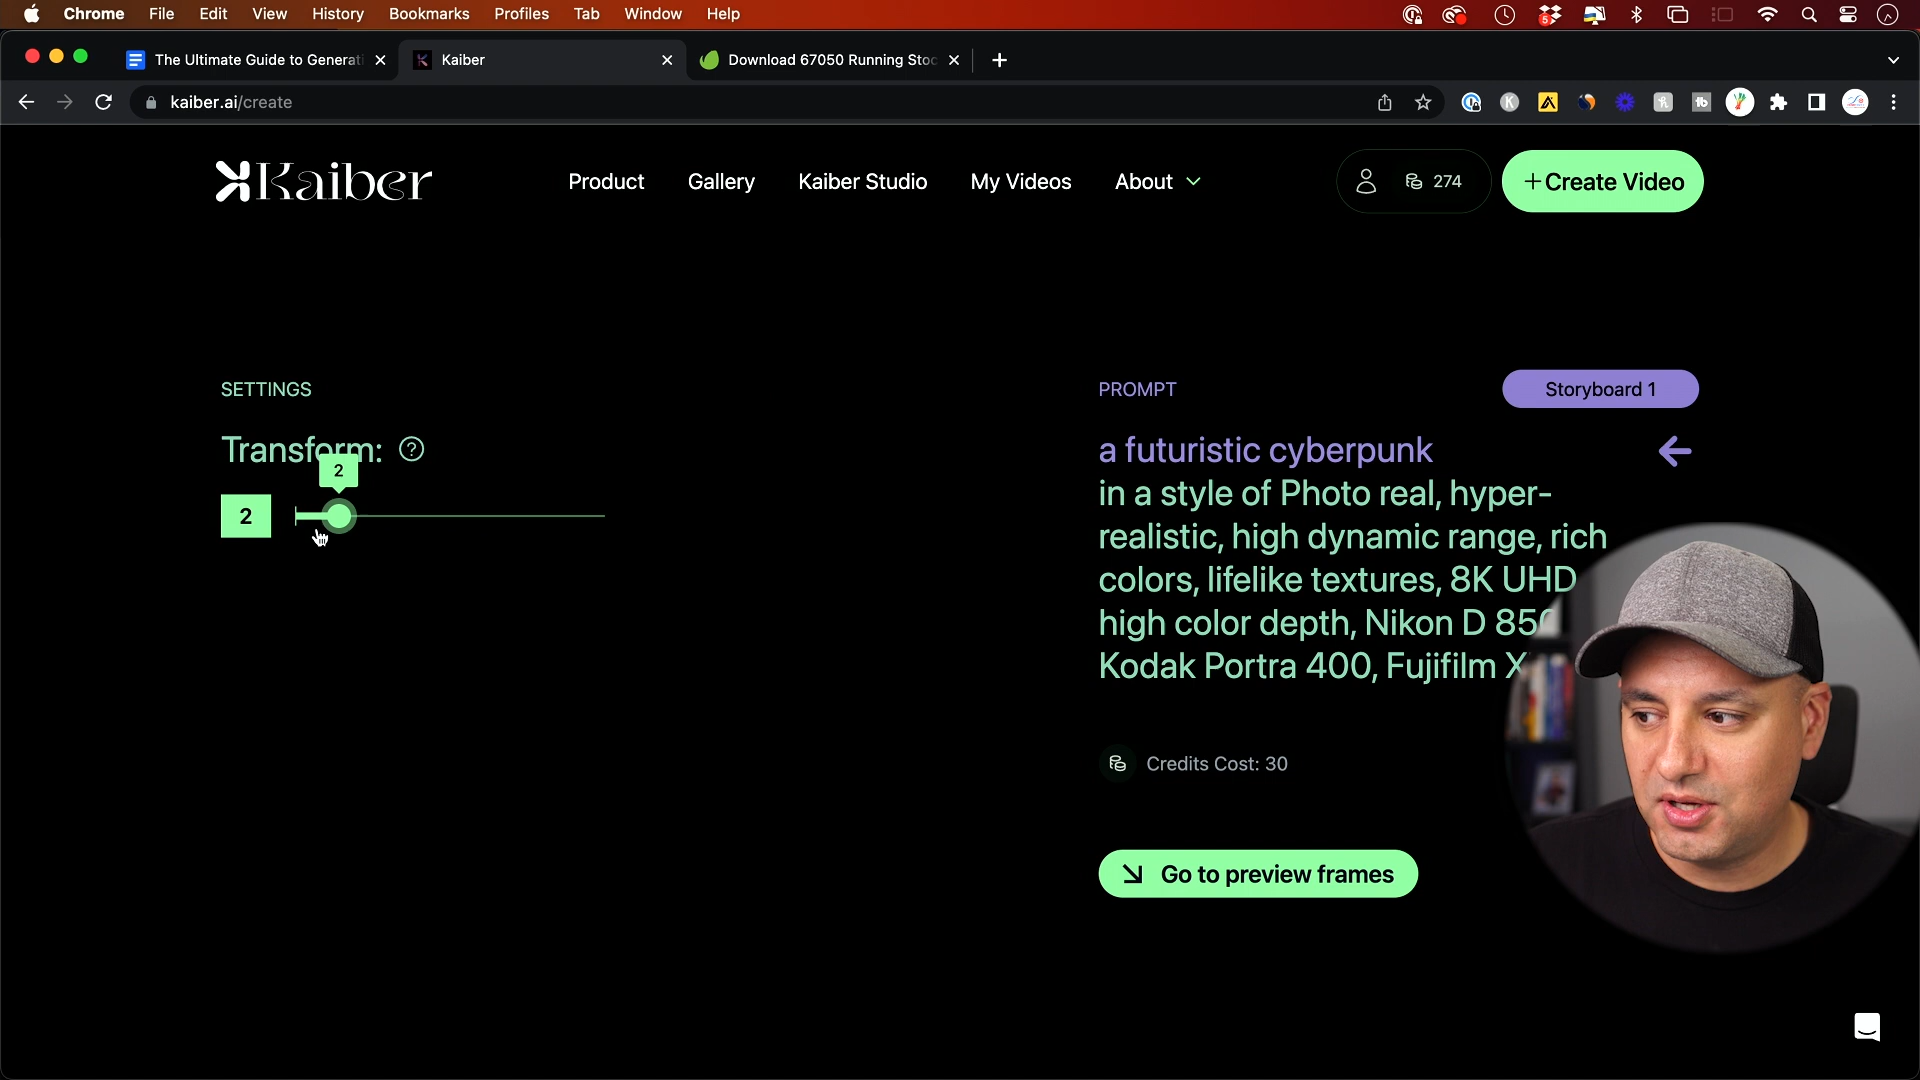 Chrome File Edit View History Bookmarks Profiles Tab Window Help
5
The Ultimate Guide to Generati
Kaiber
Download 67050 Running Stoc
kaiber.ai/create
Kaiber
Product Gallery Kaiber Studio My Videos About
274
+Create Video
SETTINGS
Transform: ?
2
2
PROMPT
Storyboard 1
a futuristic cyberpunk
in a style of Photo real, hyper-
realistic, high dynamic range, rich
colors, lifelike textures, 8K UHD
high color depth, Nikon D 850
Kodak Portra 400, Fujifilm X
Credits Cost: 30
Go to preview frames